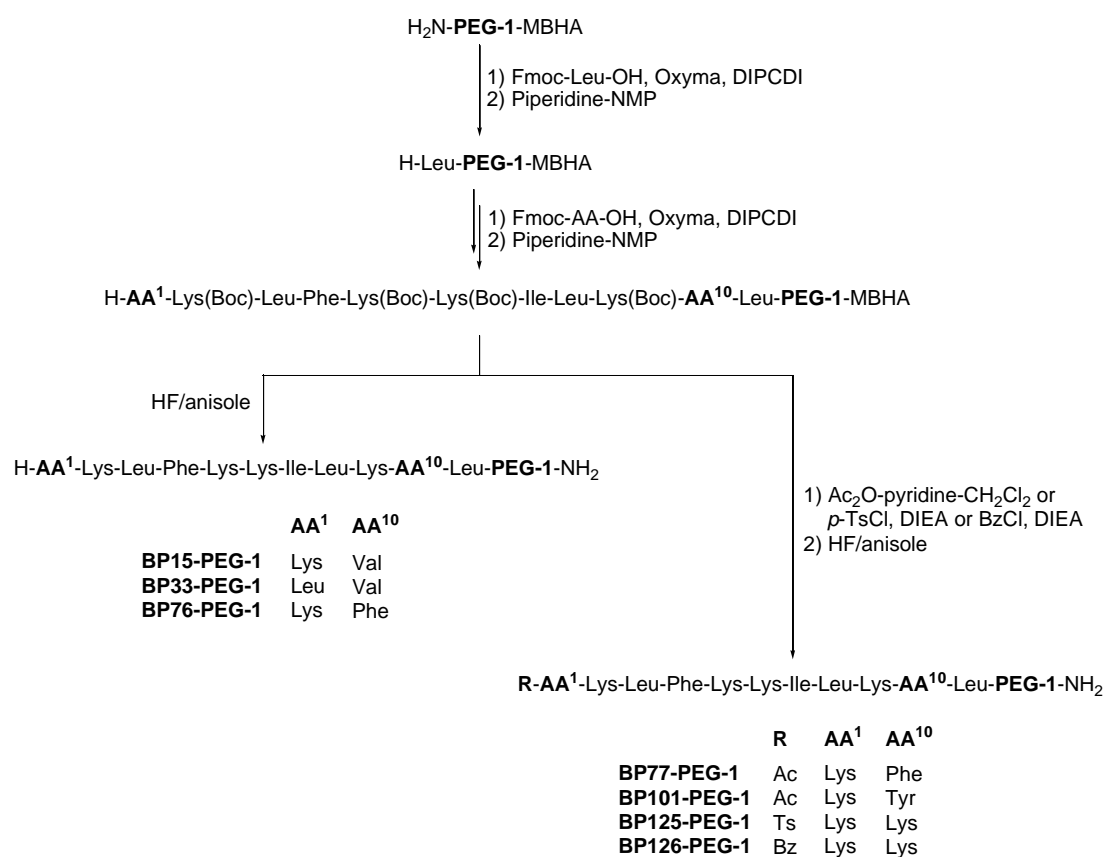 H₂N-PEG-1-MBHA
1) Fmoc-Leu-OH, Oxyma, DIPCDI
2) Piperidine-NMP
H-Leu-PEG-1-MBHA
1) Fmoc-AA-OH, Oxyma, DIPCDI
2) Piperidine-NMP
H-AA¹-Lys(Boc)-Leu-Phe-Lys(Boc)-Lys(Boc)-Ile-Leu-Lys(Boc)-AA¹⁰-Leu-PEG-1-MBHA
HF/anisole
H-AA¹-Lys-Leu-Phe-Lys-Lys-Ile-Leu-Lys-AA¹⁰-Leu-PEG-1-NH₂
AA¹ AA¹⁰
BP15-PEG-1 Lys Val
BP33-PEG-1 Leu Val
BP76-PEG-1 Lys Phe
1) Ac₂O-pyridine-CH₂Cl₂ or
p-TsCl, DIEA or BzCl, DIEA
2) HF/anisole
R-AA¹-Lys-Leu-Phe-Lys-Lys-Ile-Leu-Lys-AA¹⁰-Leu-PEG-1-NH₂
R AA¹ AA¹⁰
BP77-PEG-1 Ac Lys Phe
BP101-PEG-1 Ac Lys Tyr
BP125-PEG-1 Ts Lys Lys
BP126-PEG-1 Bz Lys Lys